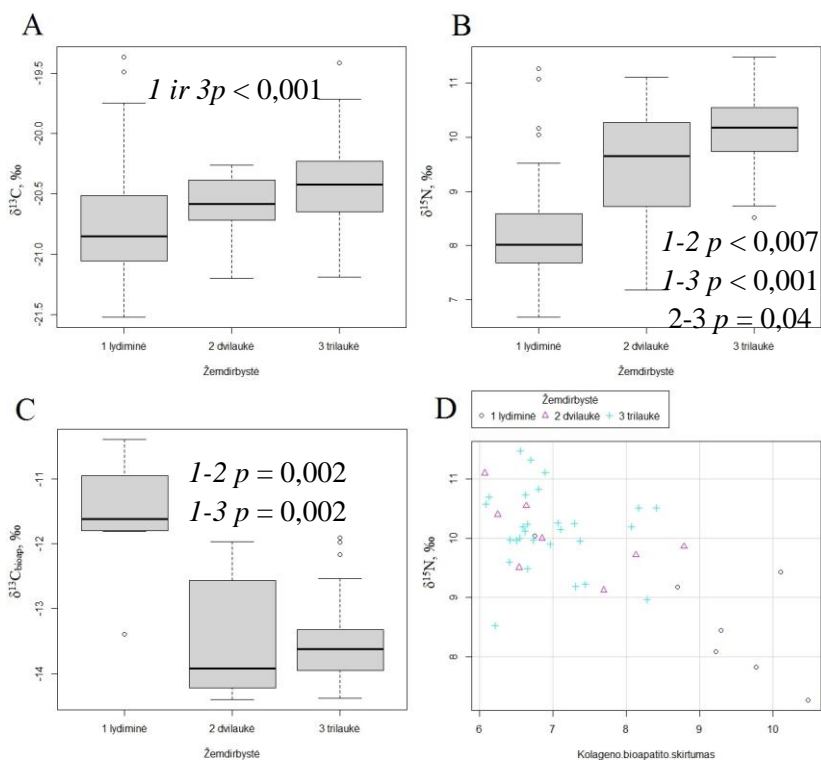 A
1 ir 3p < 0,001
δ13C, ‰
-19.5
-20.0
-20.5
-21.0
-21.5
1 lydiminė 2 dvilaukė 3 trilaukė
Žemdirbystė
B
δ15N, ‰
11
10
9
8
7
1-2 p < 0,007
1-3 p < 0,001
2-3 p = 0,04
1 lydiminė 2 dvilaukė 3 trilaukė
Žemdirbystė
C
1-2 p = 0,002
1-3 p = 0,002
δ13Cbioap, ‰
-11
-12
-13
-14
1 lydiminė 2 dvilaukė 3 trilaukė
Žemdirbystė
D
Žemdirbystė
1 lydiminė 2 dvilaukė 3 trilaukė
δ15N, ‰
11
10
9
8
6 7 8 9 10
Kolageno.bioapatito.skirtumas